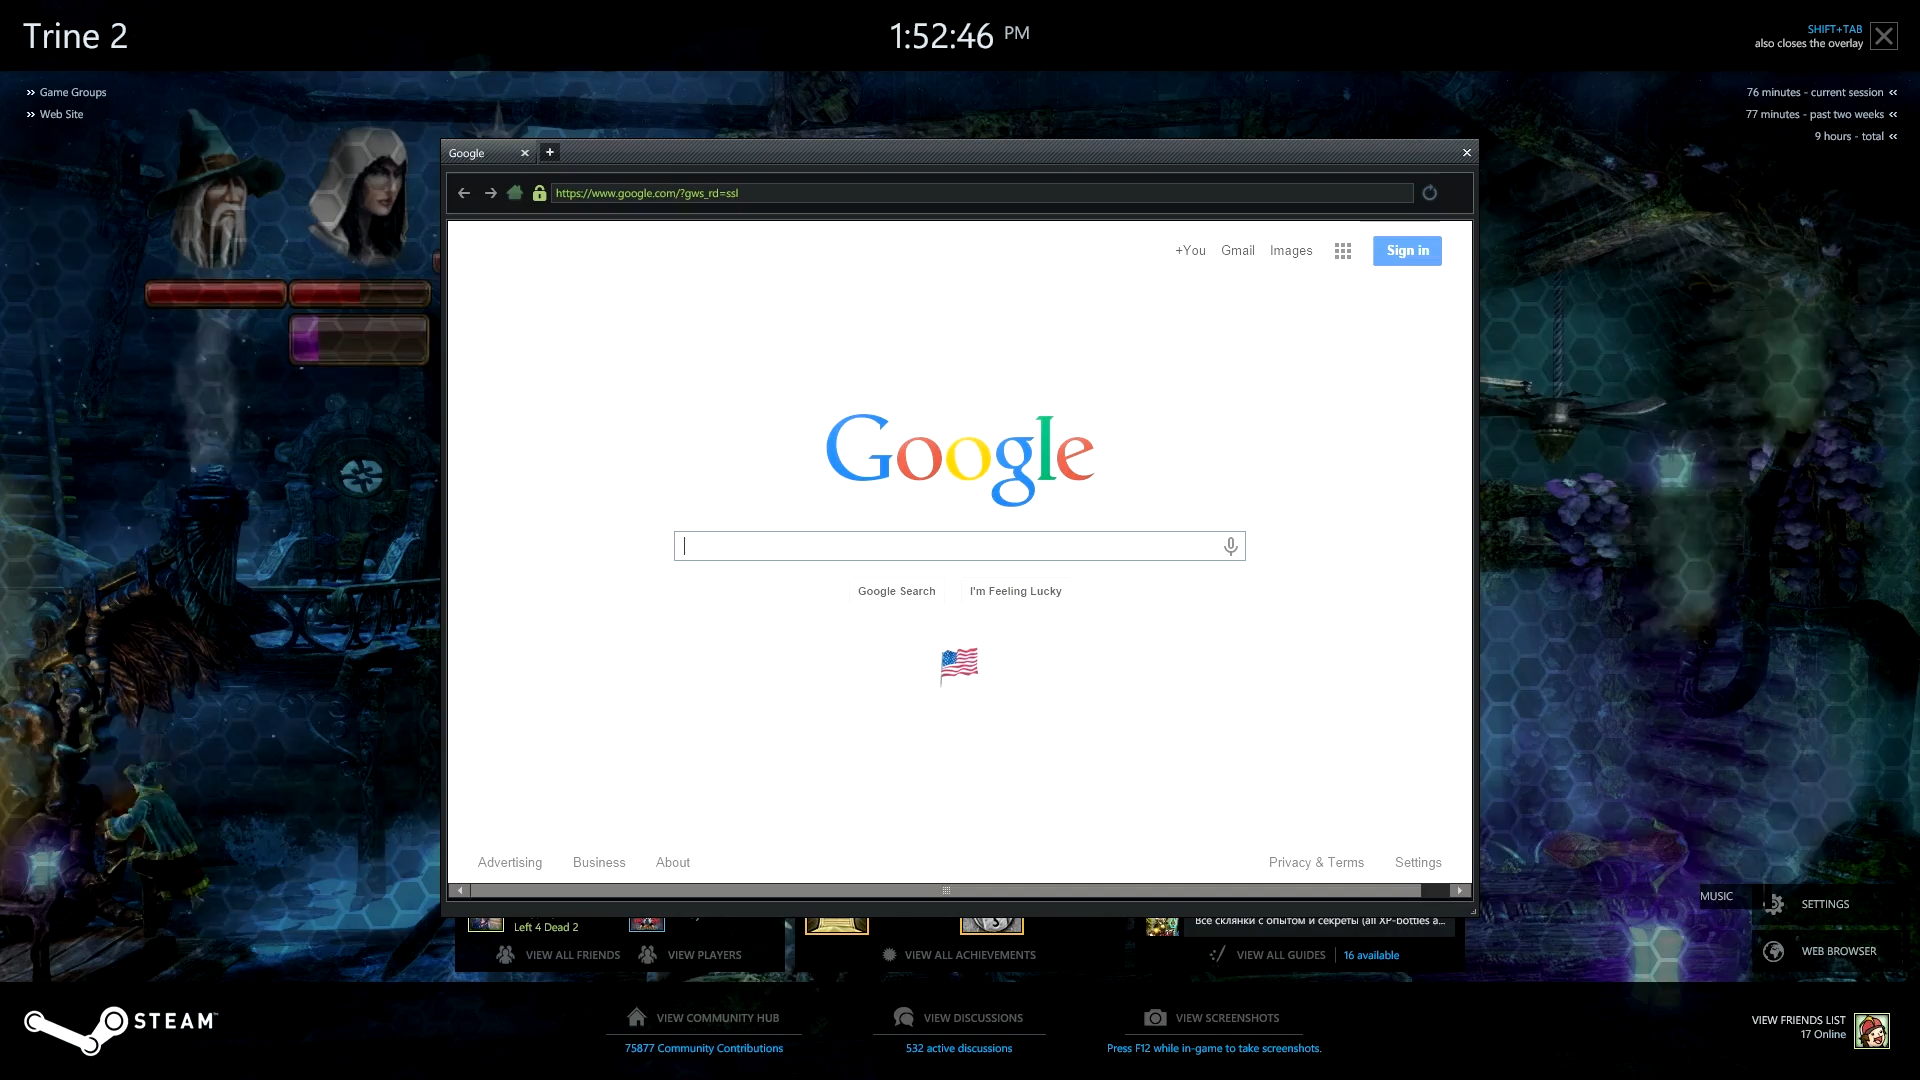 Trine 2
1:52:46 PM
SHIFT+TAB
also closes the overlay
» Game Groups
» Web Site
76 minutes - current session «
77 minutes - past two weeks «
9 hours - total «
Google
https://www.google.com/?gws_rd=ssl
+You Gmail Images Sign in
Google
Google Search I'm Feeling Lucky
Advertising Business About Privacy & Terms Settings
Left 4 Dead 2
Все склянки с опытом и секреты (all XP-bottles a...
VIEW ALL FRIENDS VIEW PLAYERS VIEW ALL ACHIEVEMENTS VIEW ALL GUIDES 16 available
MUSIC
SETTINGS
WEB BROWSER
STEAM™
VIEW COMMUNITY HUB
75877 Community Contributions
VIEW DISCUSSIONS
532 active discussions
VIEW SCREENSHOTS
Press F12 while in-game to take screenshots.
VIEW FRIENDS LIST
17 Online